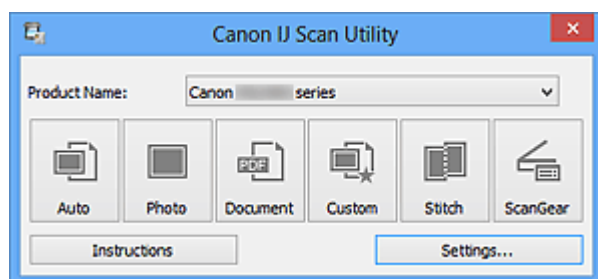 Canon IJ Scan Utility
Product Name: Canon series
PDF
Auto Photo Document Custom Stitch ScanGear
Instructions Settings...